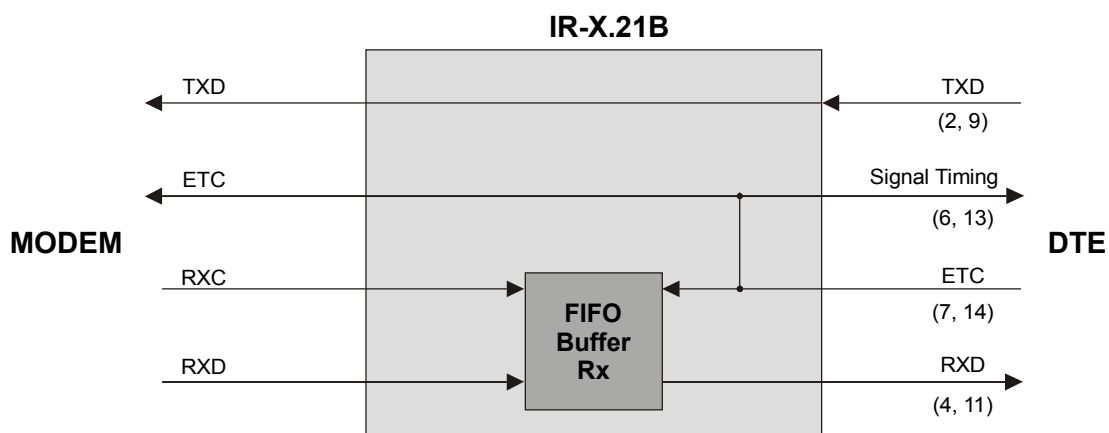 IR-X.21B
TXD
TXD
(2, 9)
ETC
Signal Timing
(6, 13)
MODEM
DTE
RXC
ETC
(7, 14)
FIFO
Buffer
Rx
RXD
RXD
(4, 11)